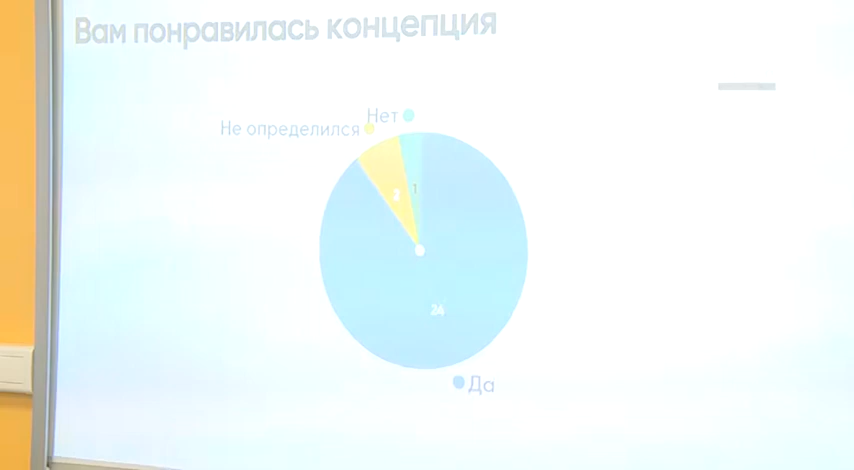 Вам понравилась концепция
Нет
Не определился
2
1
24
Да